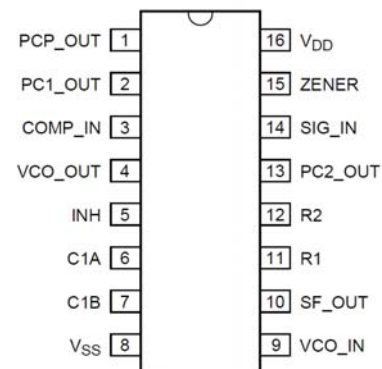 PCP_OUT 1 16 VDD
PC1_OUT 2 15 ZENER
COMP_IN 3 14 SIG_IN
VCO_OUT 4 13 PC2_OUT
INH 5 12 R2
C1A 6 11 R1
C1B 7 10 SF_OUT
VSS 8 9 VCO_IN